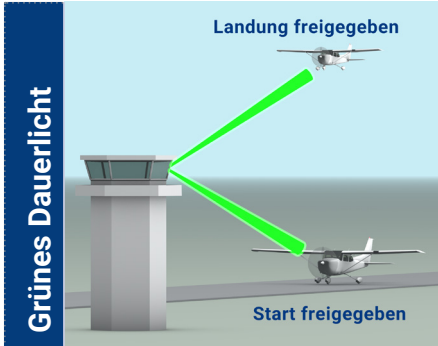 Grünes Dauerlicht
Landung freigegeben
Start freigegeben